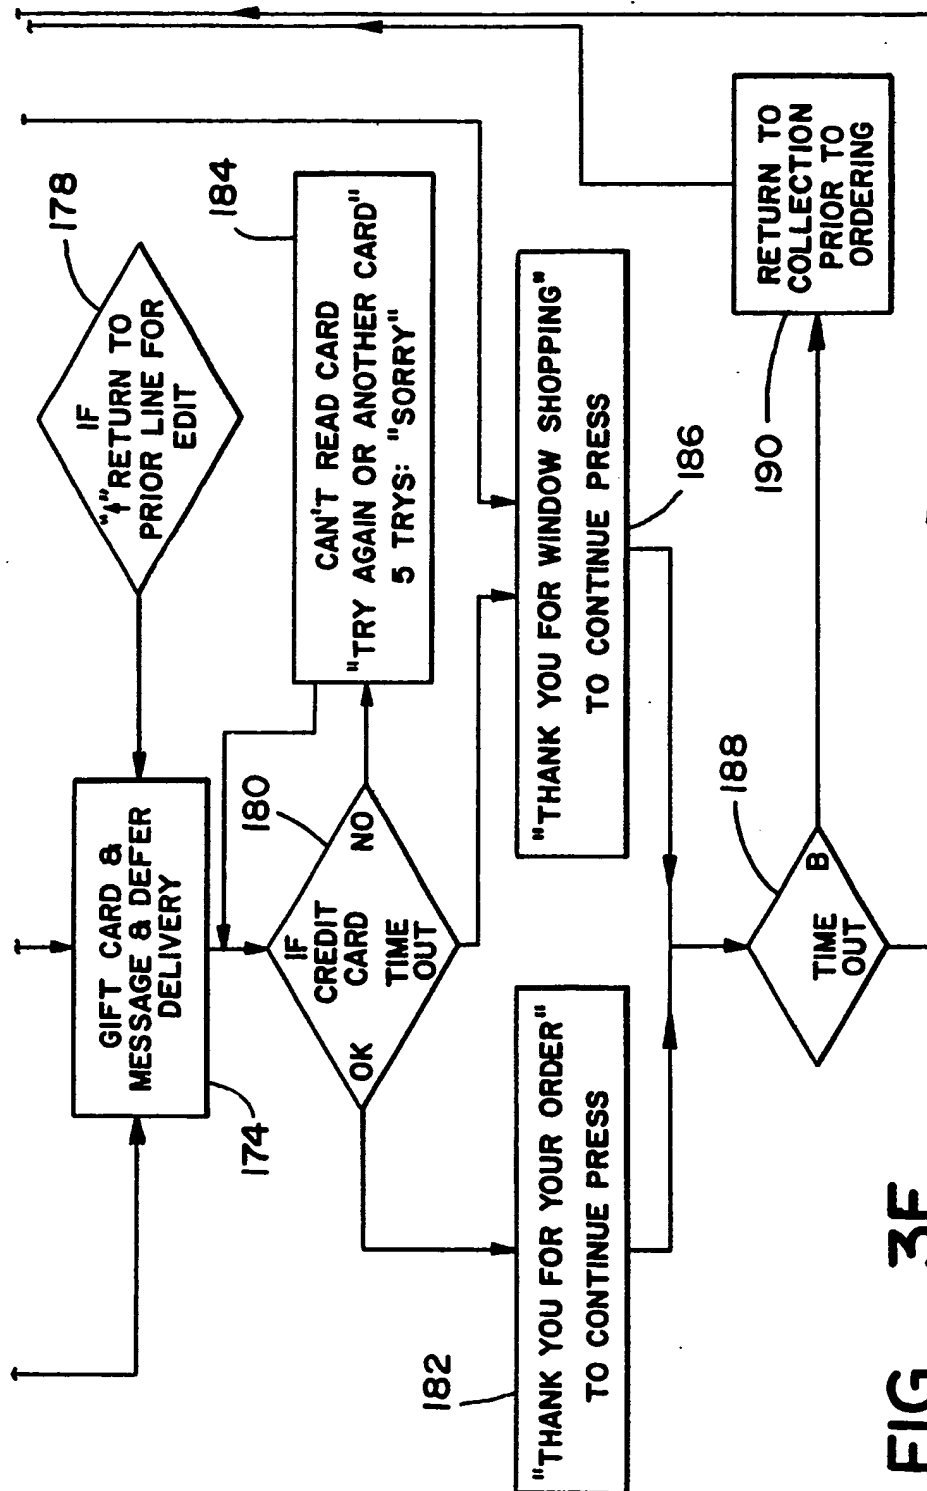 178
IF
"↑" RETURN TO
PRIOR LINE FOR
EDIT
184
CAN'T READ CARD
"TRY AGAIN OR ANOTHER CARD"
5 TRYS: "SORRY"
GIFT CARD &
MESSAGE & DEFER
DELIVERY
174
180
IF
CREDIT
CARD
TIME
OUT
OK
NO
"THANK YOU FOR WINDOW SHOPPING"
TO CONTINUE PRESS
186
"THANK YOU FOR YOUR ORDER"
TO CONTINUE PRESS
182
188
TIME
OUT
B
RETURN TO
COLLECTION
PRIOR TO
ORDERING
190
FIG 3F